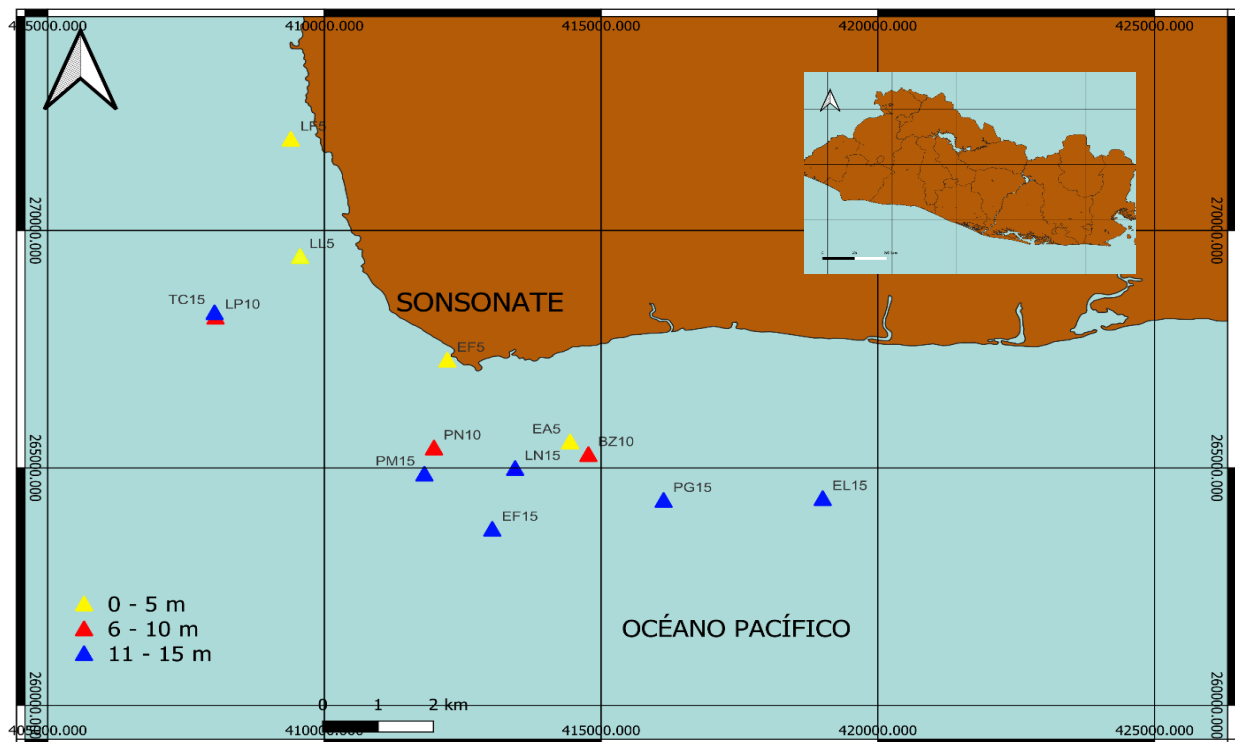 405000.000 410000.000 415000.000 420000.000 425000.000
LF5
270000.000 270000.000
LL5
TC15 LP10
SONSONATE
EF5
PN10 EA5 BZ10
PM15 LN15
265000.000 265000.000
PG15 EL15
EF15
0 - 5 m
6 - 10 m
11 - 15 m
OCÉANO PACÍFICO
260000.000 260000.000
0 1 2 km
405000.000 410000.000 415000.000 420000.000 425000.000